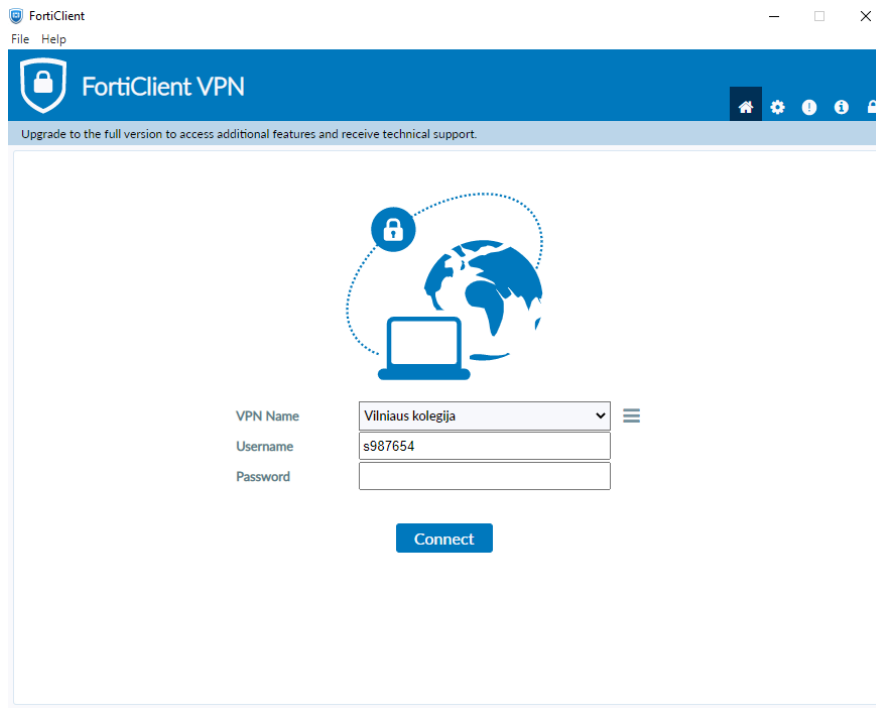 FortiClient
File Help
FortiClient VPN
Upgrade to the full version to access additional features and receive technical support.
VPN Name Vilniaus kolegija
Username s987654
Password
Connect